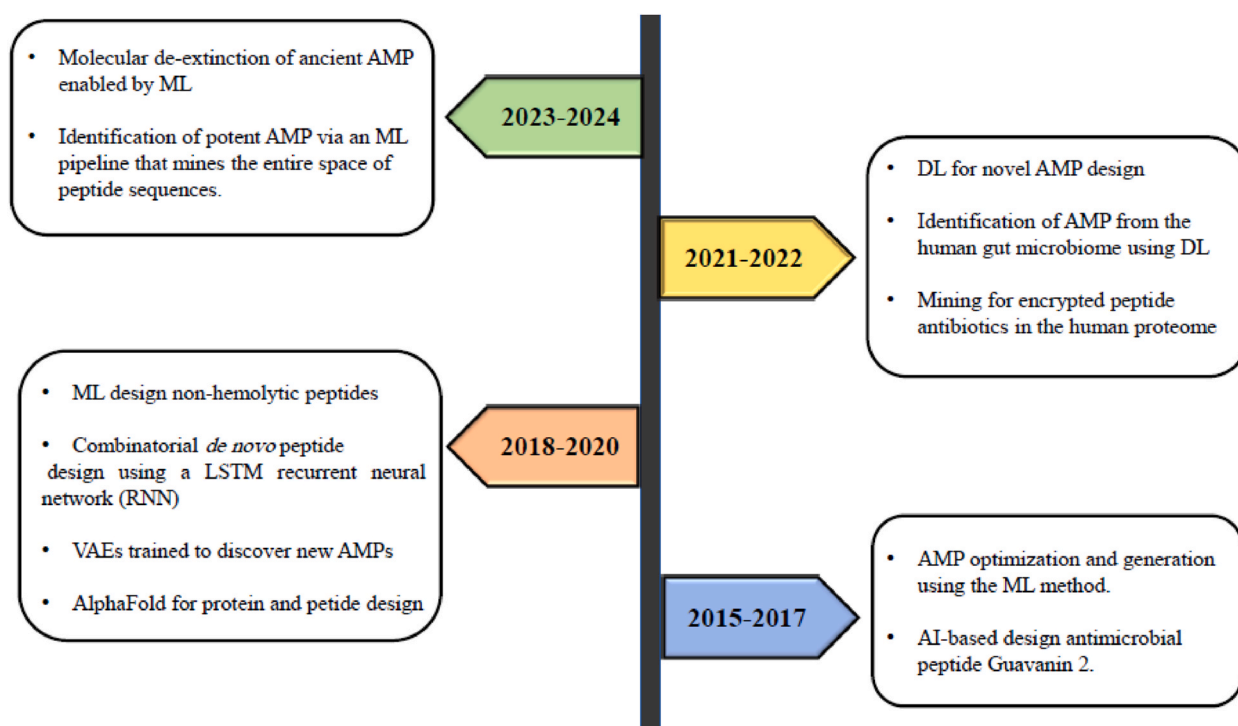 • Molecular de-extinction of ancient AMP
enabled by ML
• Identification of potent AMP via an ML
pipeline that mines the entire space of
peptide sequences.
2023-2024
• DL for novel AMP design
• Identification of AMP from the
human gut microbiome using DL
• Mining for encrypted peptide
antibiotics in the human proteome
2021-2022
• ML design non-hemolytic peptides
• Combinatorial de novo peptide
design using a LSTM recurrent neural
network (RNN)
• VAEs trained to discover new AMPs
• AlphaFold for protein and petide design
2018-2020
• AMP optimization and generation
using the ML method.
• AI-based design antimicrobial
peptide Guavanin 2.
2015-2017